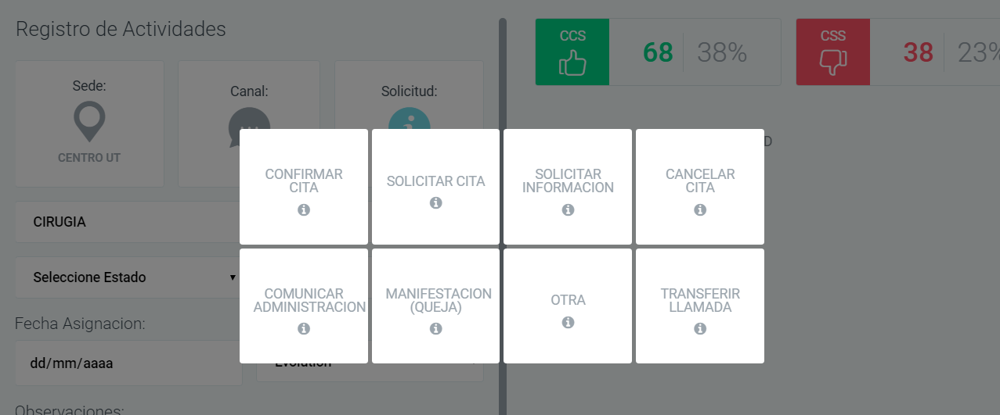 Registro de Actividades
Sede:
CENTRO UT
Canal:
Solicitud:
CCS
68
38%
CSS
38
23%
D
CONFIRMAR
CITA
SOLICITAR CITA
SOLICITAR
INFORMACION
CANCELAR
CITA
COMUNICAR
ADMINISTRACION
MANIFESTACION
(QUEJA)
OTRA
TRANSFERIR
LLAMADA
CIRUGIA
Seleccione Estado
Fecha Asignacion:
dd/mm/aaaa
Evolution
Observaciones: